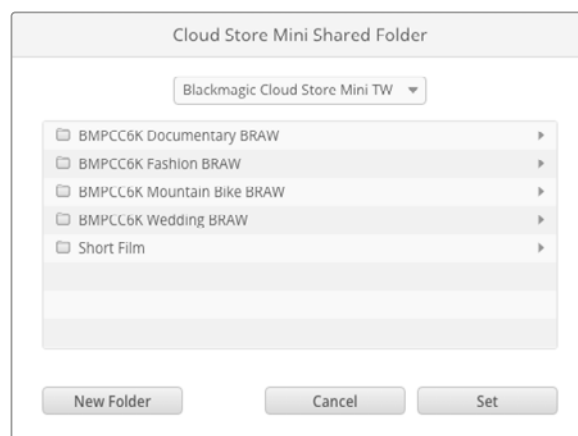 Cloud Store Mini Shared Folder
Blackmagic Cloud Store Mini TW
BMPCC6K Documentary BRAW
BMPCC6K Fashion BRAW
BMPCC6K Mountain Bike BRAW
BMPCC6K Wedding BRAW
Short Film
New Folder Cancel Set